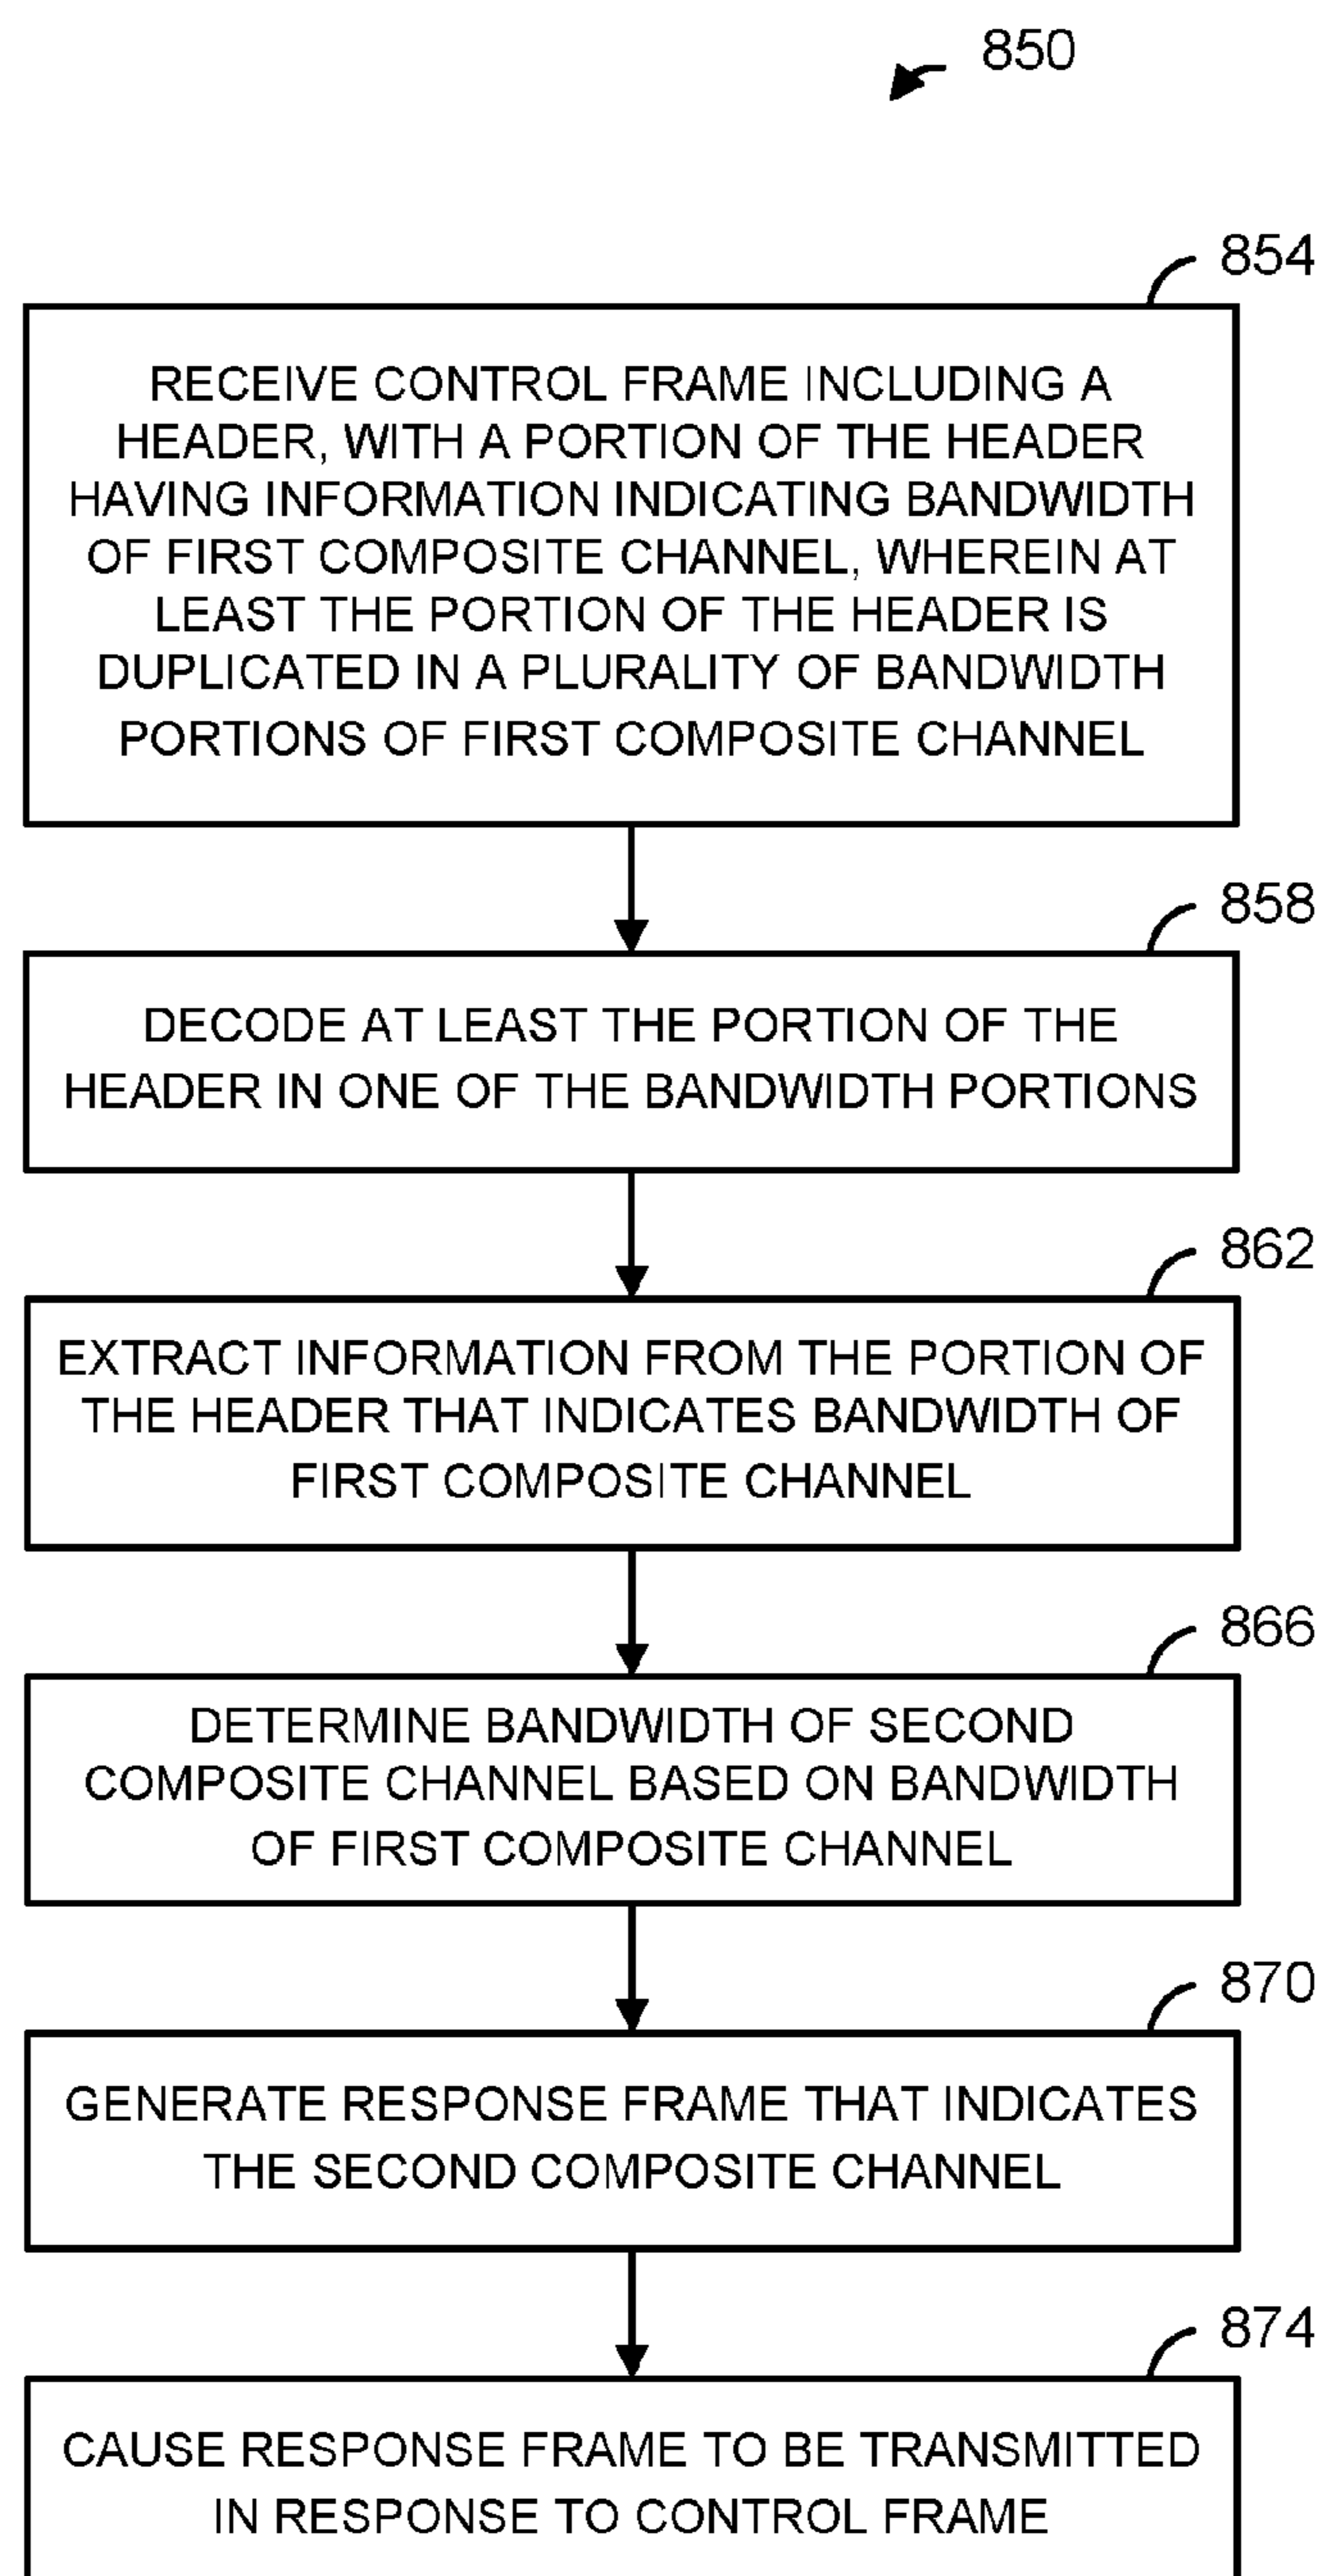 850
854
RECEIVE CONTROL FRAME INCLUDING A
HEADER, WITH A PORTION OF THE HEADER
HAVING INFORMATION INDICATING BANDWIDTH
OF FIRST COMPOSITE CHANNEL, WHEREIN AT
LEAST THE PORTION OF THE HEADER IS
DUPLICATED IN A PLURALITY OF BANDWIDTH
PORTIONS OF FIRST COMPOSITE CHANNEL
858
DECODE AT LEAST THE PORTION OF THE
HEADER IN ONE OF THE BANDWIDTH PORTIONS
862
EXTRACT INFORMATION FROM THE PORTION OF
THE HEADER THAT INDICATES BANDWIDTH OF
FIRST COMPOSITE CHANNEL
866
DETERMINE BANDWIDTH OF SECOND
COMPOSITE CHANNEL BASED ON BANDWIDTH
OF FIRST COMPOSITE CHANNEL
870
GENERATE RESPONSE FRAME THAT INDICATES
THE SECOND COMPOSITE CHANNEL
874
CAUSE RESPONSE FRAME TO BE TRANSMITTED
IN RESPONSE TO CONTROL FRAME